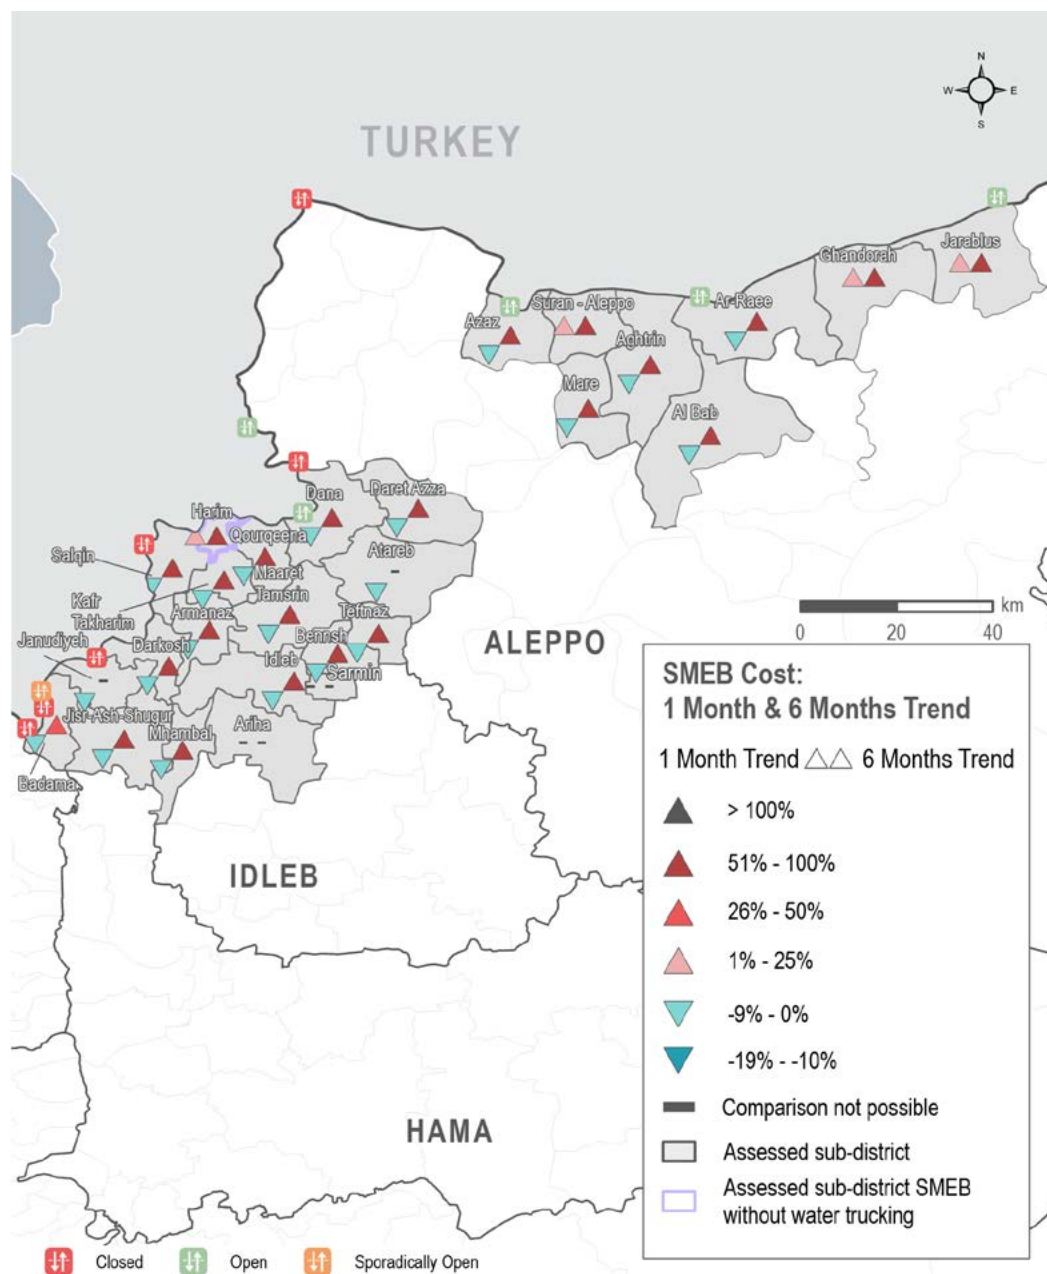 N
W E
S
TURKEY
Jarablus
Ghandorah
Suran - Aleppo
Ar-Raee
Azaz
Aghtrin
Mare
Al Bab
Dana
Daret Azza
Harim
Qourqeena
Atareb
Salqin
Maaret
Tamsrin
Kafr
Takharim
Armanaz
Teftnaz
Janudiyeh
Darkosh
Bennsh
Idleb
Sarmin
Jisr-Ash-Shugur
Mhambal
Ariha
Badama
ALEPPO
IDLEB
HAMA
km
0 20 40
SMEB Cost:
1 Month & 6 Months Trend
1 Month Trend 6 Months Trend
> 100%
51% - 100%
26% - 50%
1% - 25%
-9% - 0%
-19% - -10%
Comparison not possible
Assessed sub-district
Assessed sub-district SMEB
without water trucking
Closed Open Sporadically Open